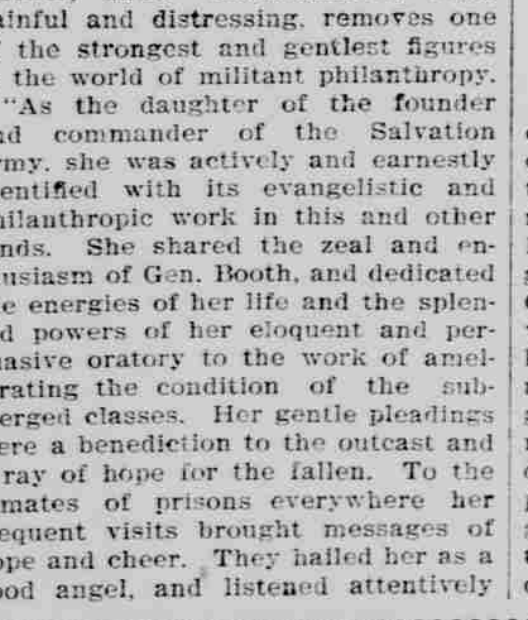 ainful and distressing, removes one
f the strongest and gentlest figures
the world of militant philanthropy.
"As the daughter of the founder
nd commander of the Salvation
rmy, she was actively and earnestly
entified with its evangelistic and
hilanthropic work in this and other
nds. She shared the zeal and en-
usiasm of Gen. Booth, and dedicated
e energies of her life and the splen-
d powers of her eloquent and per-
uasive oratory to the work of amel-
rating the condition of the sub-
erged classes. Her gentle pleadings
ere a benediction to the outcast and
ray of hope for the fallen. To the
mates of prisons everywhere her
equent visits brought messages of
ope and cheer. They hailed her as a
ood angel, and listened attentively